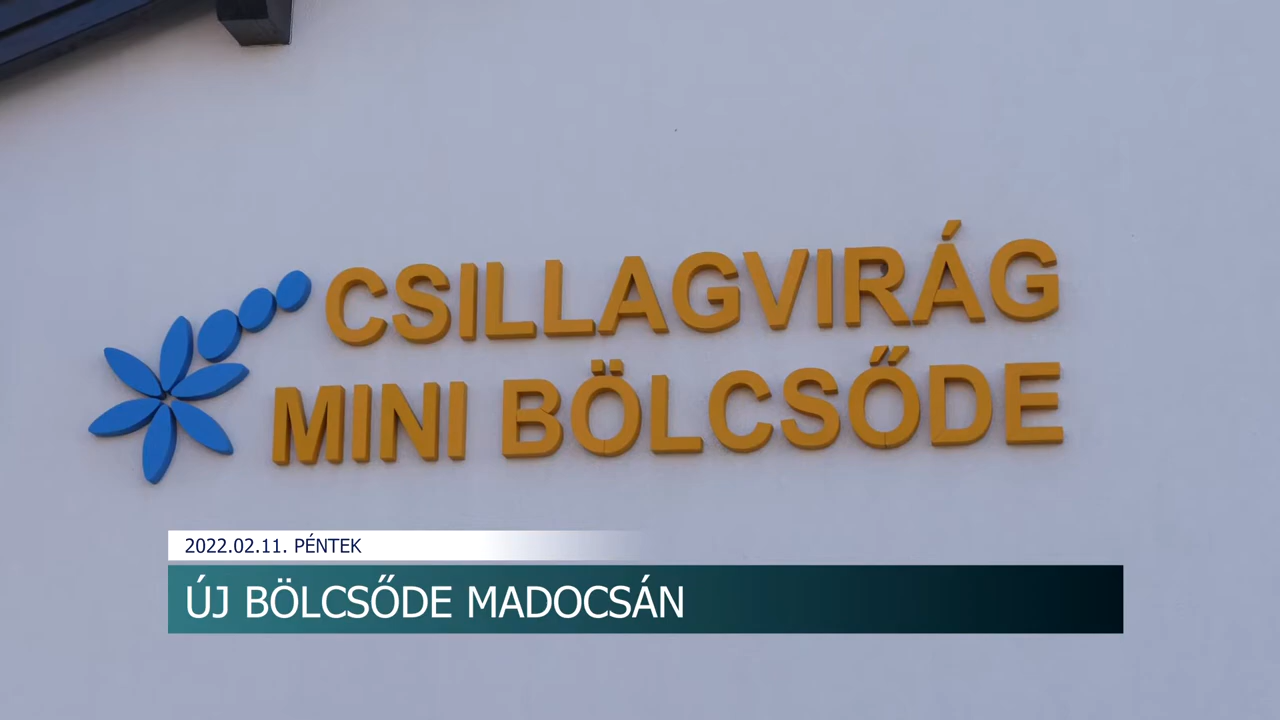 CSILLAGVIRÁG
MINI BÖLCSŐDE
2022.02.11. PÉNTEK
ÚJ BÖLCSŐDE MADOCSÁN